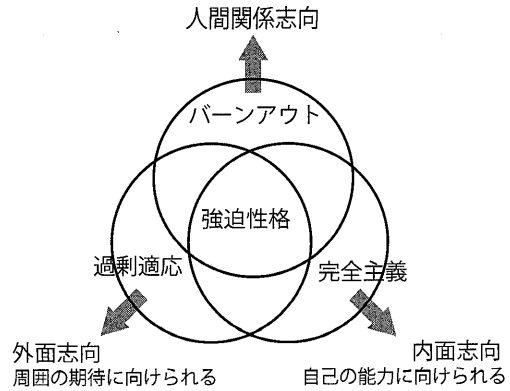 人間関係志向
バーンアウト
強迫性格
過剰適応
完全主義
外面志向
周囲の期待に向けられる
内面志向
自己の能力に向けられる